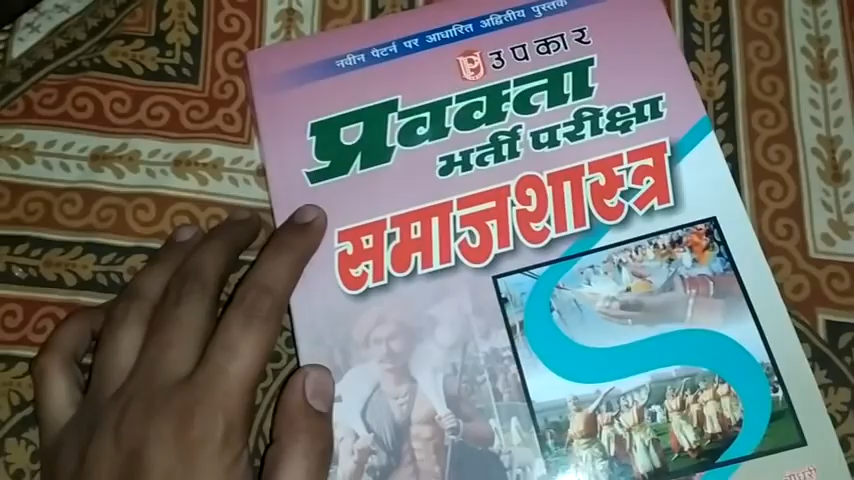 नवीन पैटर्न पर आधारित अद्वितीय पुस्तक
उपकार
प्रवक्ता
भर्ती परीक्षा
समाजशास्त्र